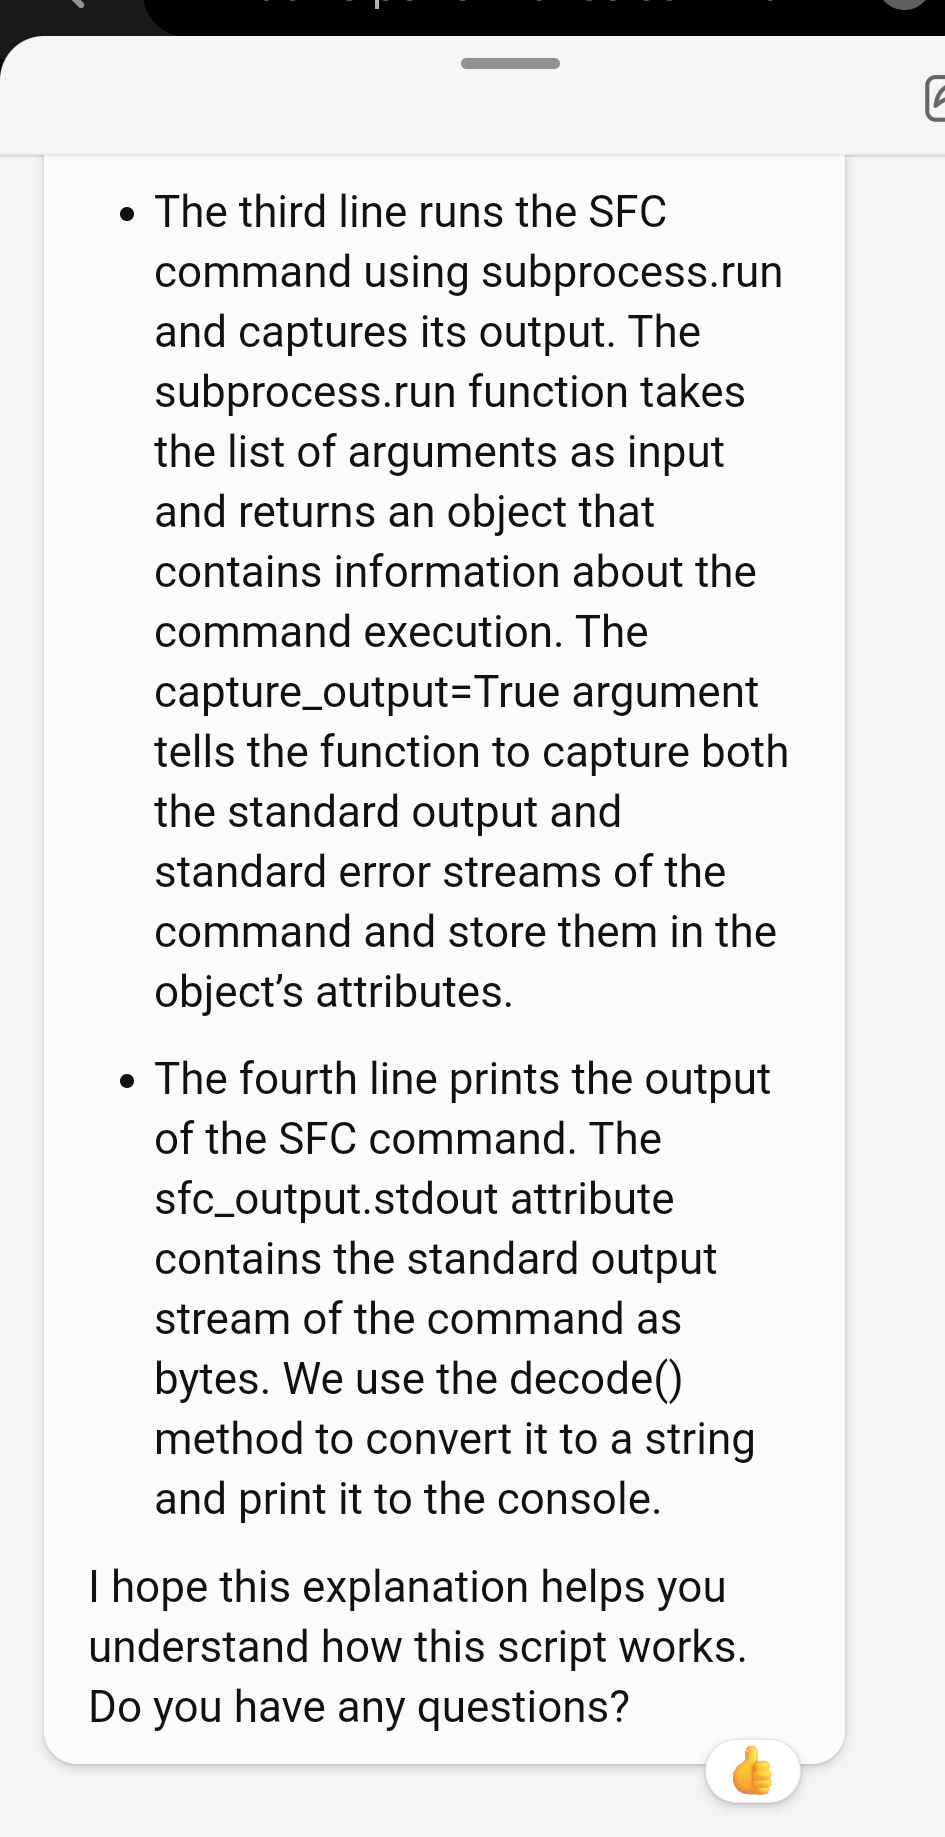 • The third line runs the SFC
command using subprocess.run
and captures its output. The
subprocess.run function takes
the list of arguments as input
and returns an object that
contains information about the
command execution. The
capture_output=True argument
tells the function to capture both
the standard output and
standard error streams of the
command and store them in the
object’s attributes.
• The fourth line prints the output
of the SFC command. The
sfc_output.stdout attribute
contains the standard output
stream of the command as
bytes. We use the decode()
method to convert it to a string
and print it to the console.
I hope this explanation helps you
understand how this script works.
Do you have any questions?